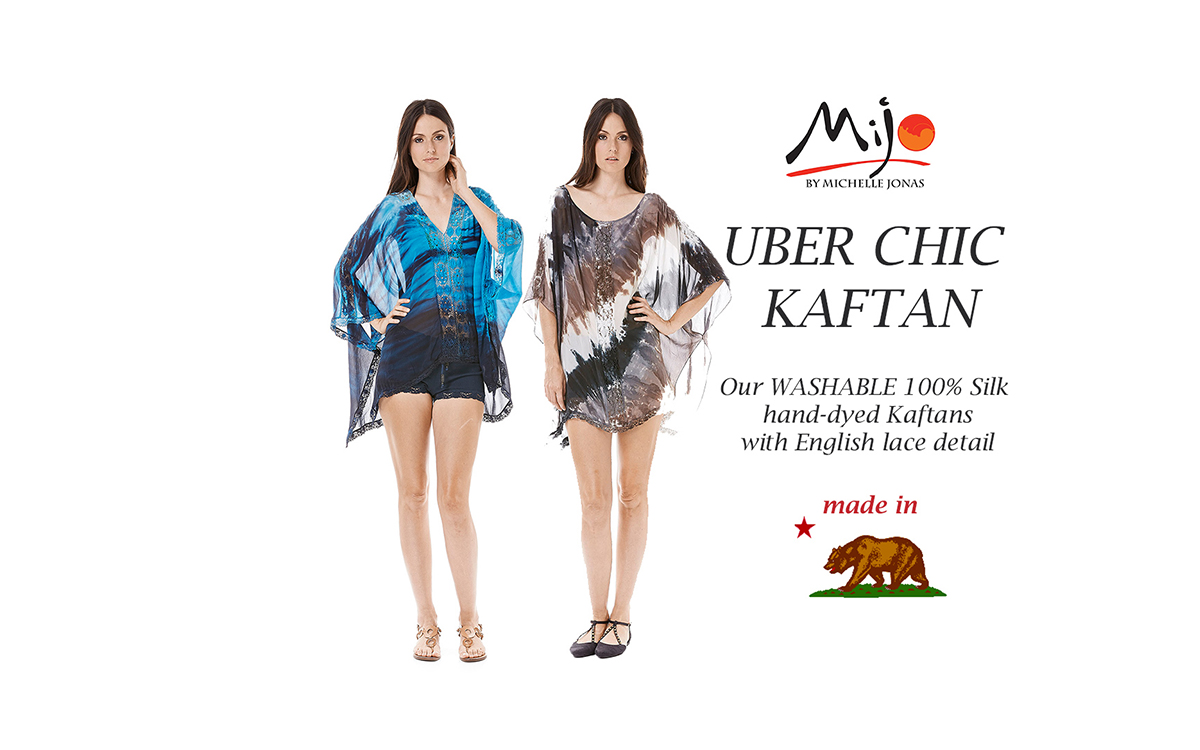 Mijo
BY MICHELLE JONAS
UBER CHIC
KAFTAN
Our WASHABLE 100% Silk
hand-dyed Kaftans
with English lace detail
made in